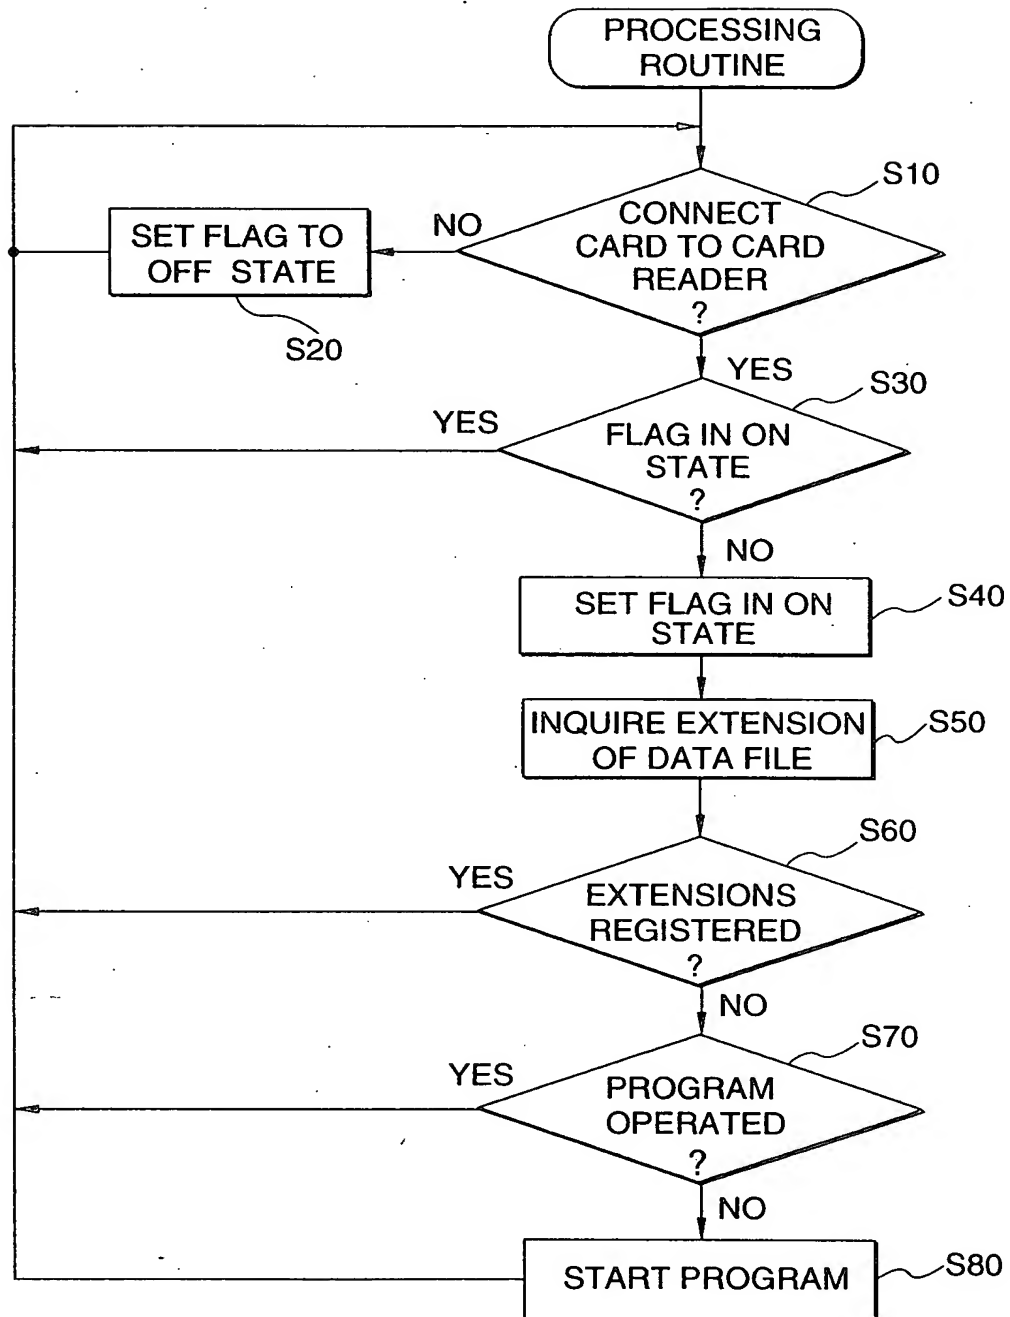 PROCESSING
ROUTINE
S10
CONNECT
CARD TO CARD
READER
?
NO
SET FLAG TO
OFF STATE
S20
YES
S30
YES
FLAG IN ON
STATE
?
NO
SET FLAG IN ON
STATE
S40
INQUIRE EXTENSION
OF DATA FILE
S50
S60
YES
EXTENSIONS
REGISTERED
?
NO
S70
YES
PROGRAM
OPERATED
?
NO
START PROGRAM
S80